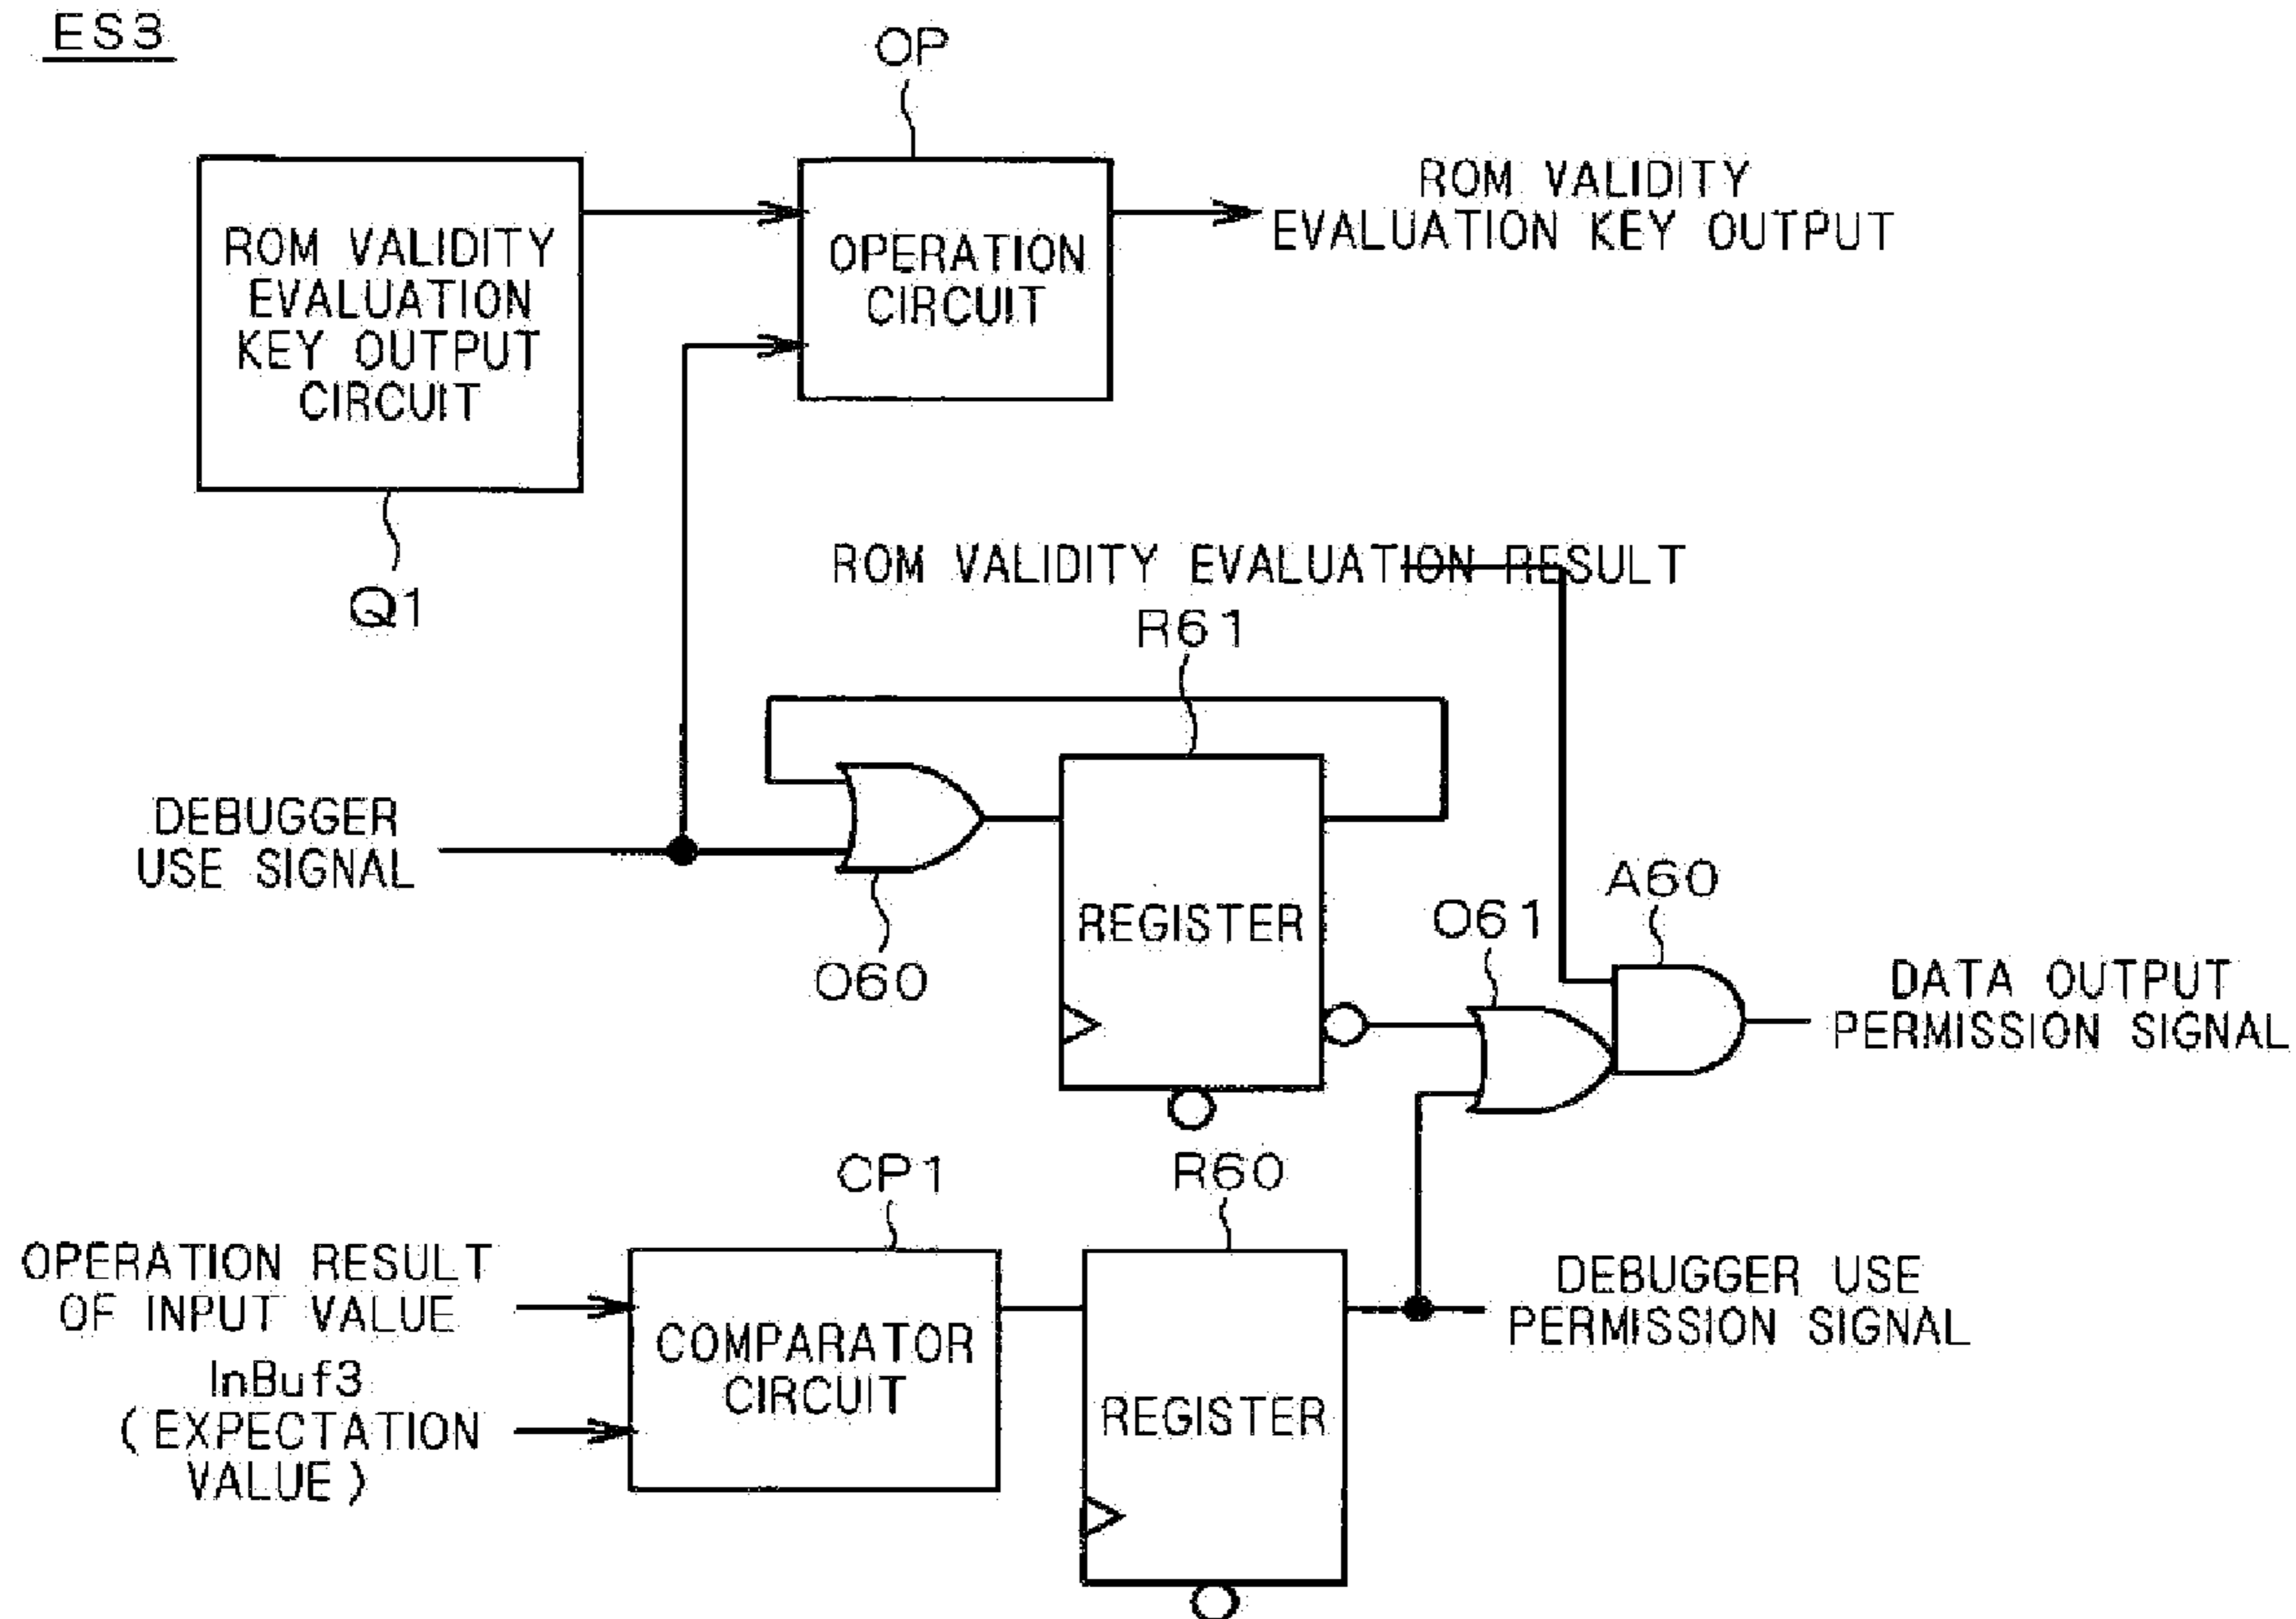 ES3
OP
ROM VALIDITY
EVALUATION
KEY OUTPUT
CIRCUIT
OPERATION
CIRCUIT
ROM VALIDITY
EVALUATION KEY OUTPUT
Q1
ROM VALIDITY EVALUATION RESULT
R61
DEBUGGER
USE SIGNAL
O60
REGISTER
O61
A60
DATA OUTPUT
PERMISSION SIGNAL
CP1
R60
OPERATION RESULT
OF INPUT VALUE
InBuf3
(EXPECTATION
VALUE)
COMPARATOR
CIRCUIT
REGISTER
DEBUGGER USE
PERMISSION SIGNAL